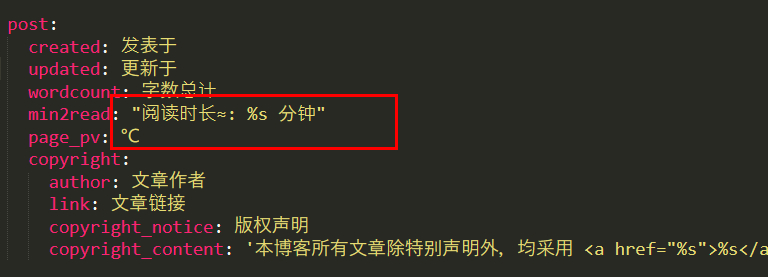 post:
created: 发表于
updated: 更新于
wordcount: 字数总计
min2read: "阅读时长≈: %s 分钟"
page_pv: ℃
copyright:
author: 文章作者
link: 文章链接
copyright_notice: 版权声明
copyright_content: '本博客所有文章除特别声明外，均采用 <a href="%s">%s</a